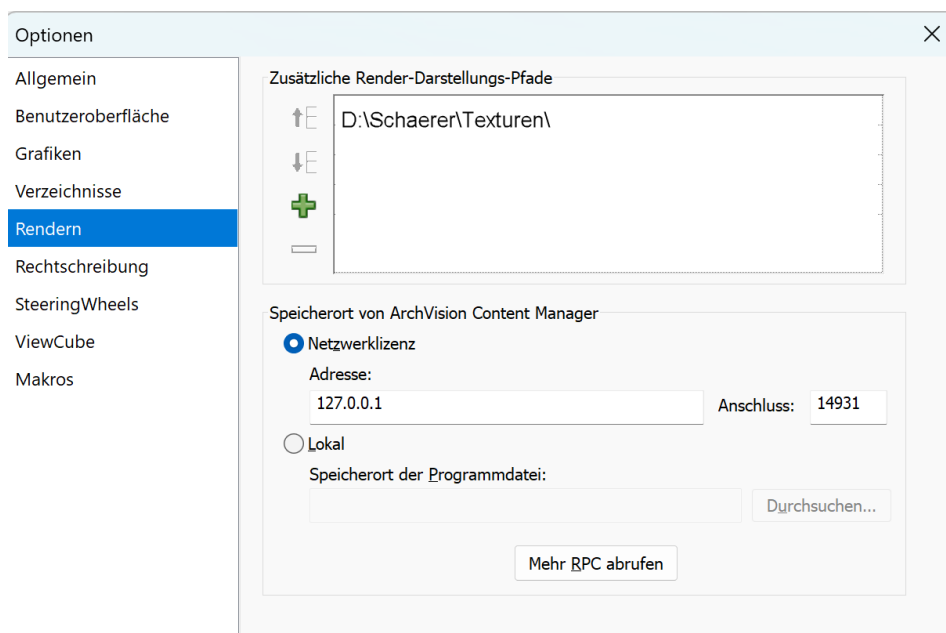 Optionen
Allgemein
Benutzeroberfläche
Grafiken
Verzeichnisse
Rendern
Rechtschreibung
SteeringWheels
ViewCube
Makros
Zusätzliche Render-Darstellungs-Pfade
D:\Schaerer\Texturen\
Speicherort von ArchVision Content Manager
Netzwerklizenz
Adresse:
127.0.0.1 Anschluss: 14931
Lokal
Speicherort der Programmdatei:
Durchsuchen...
Mehr RPC abrufen